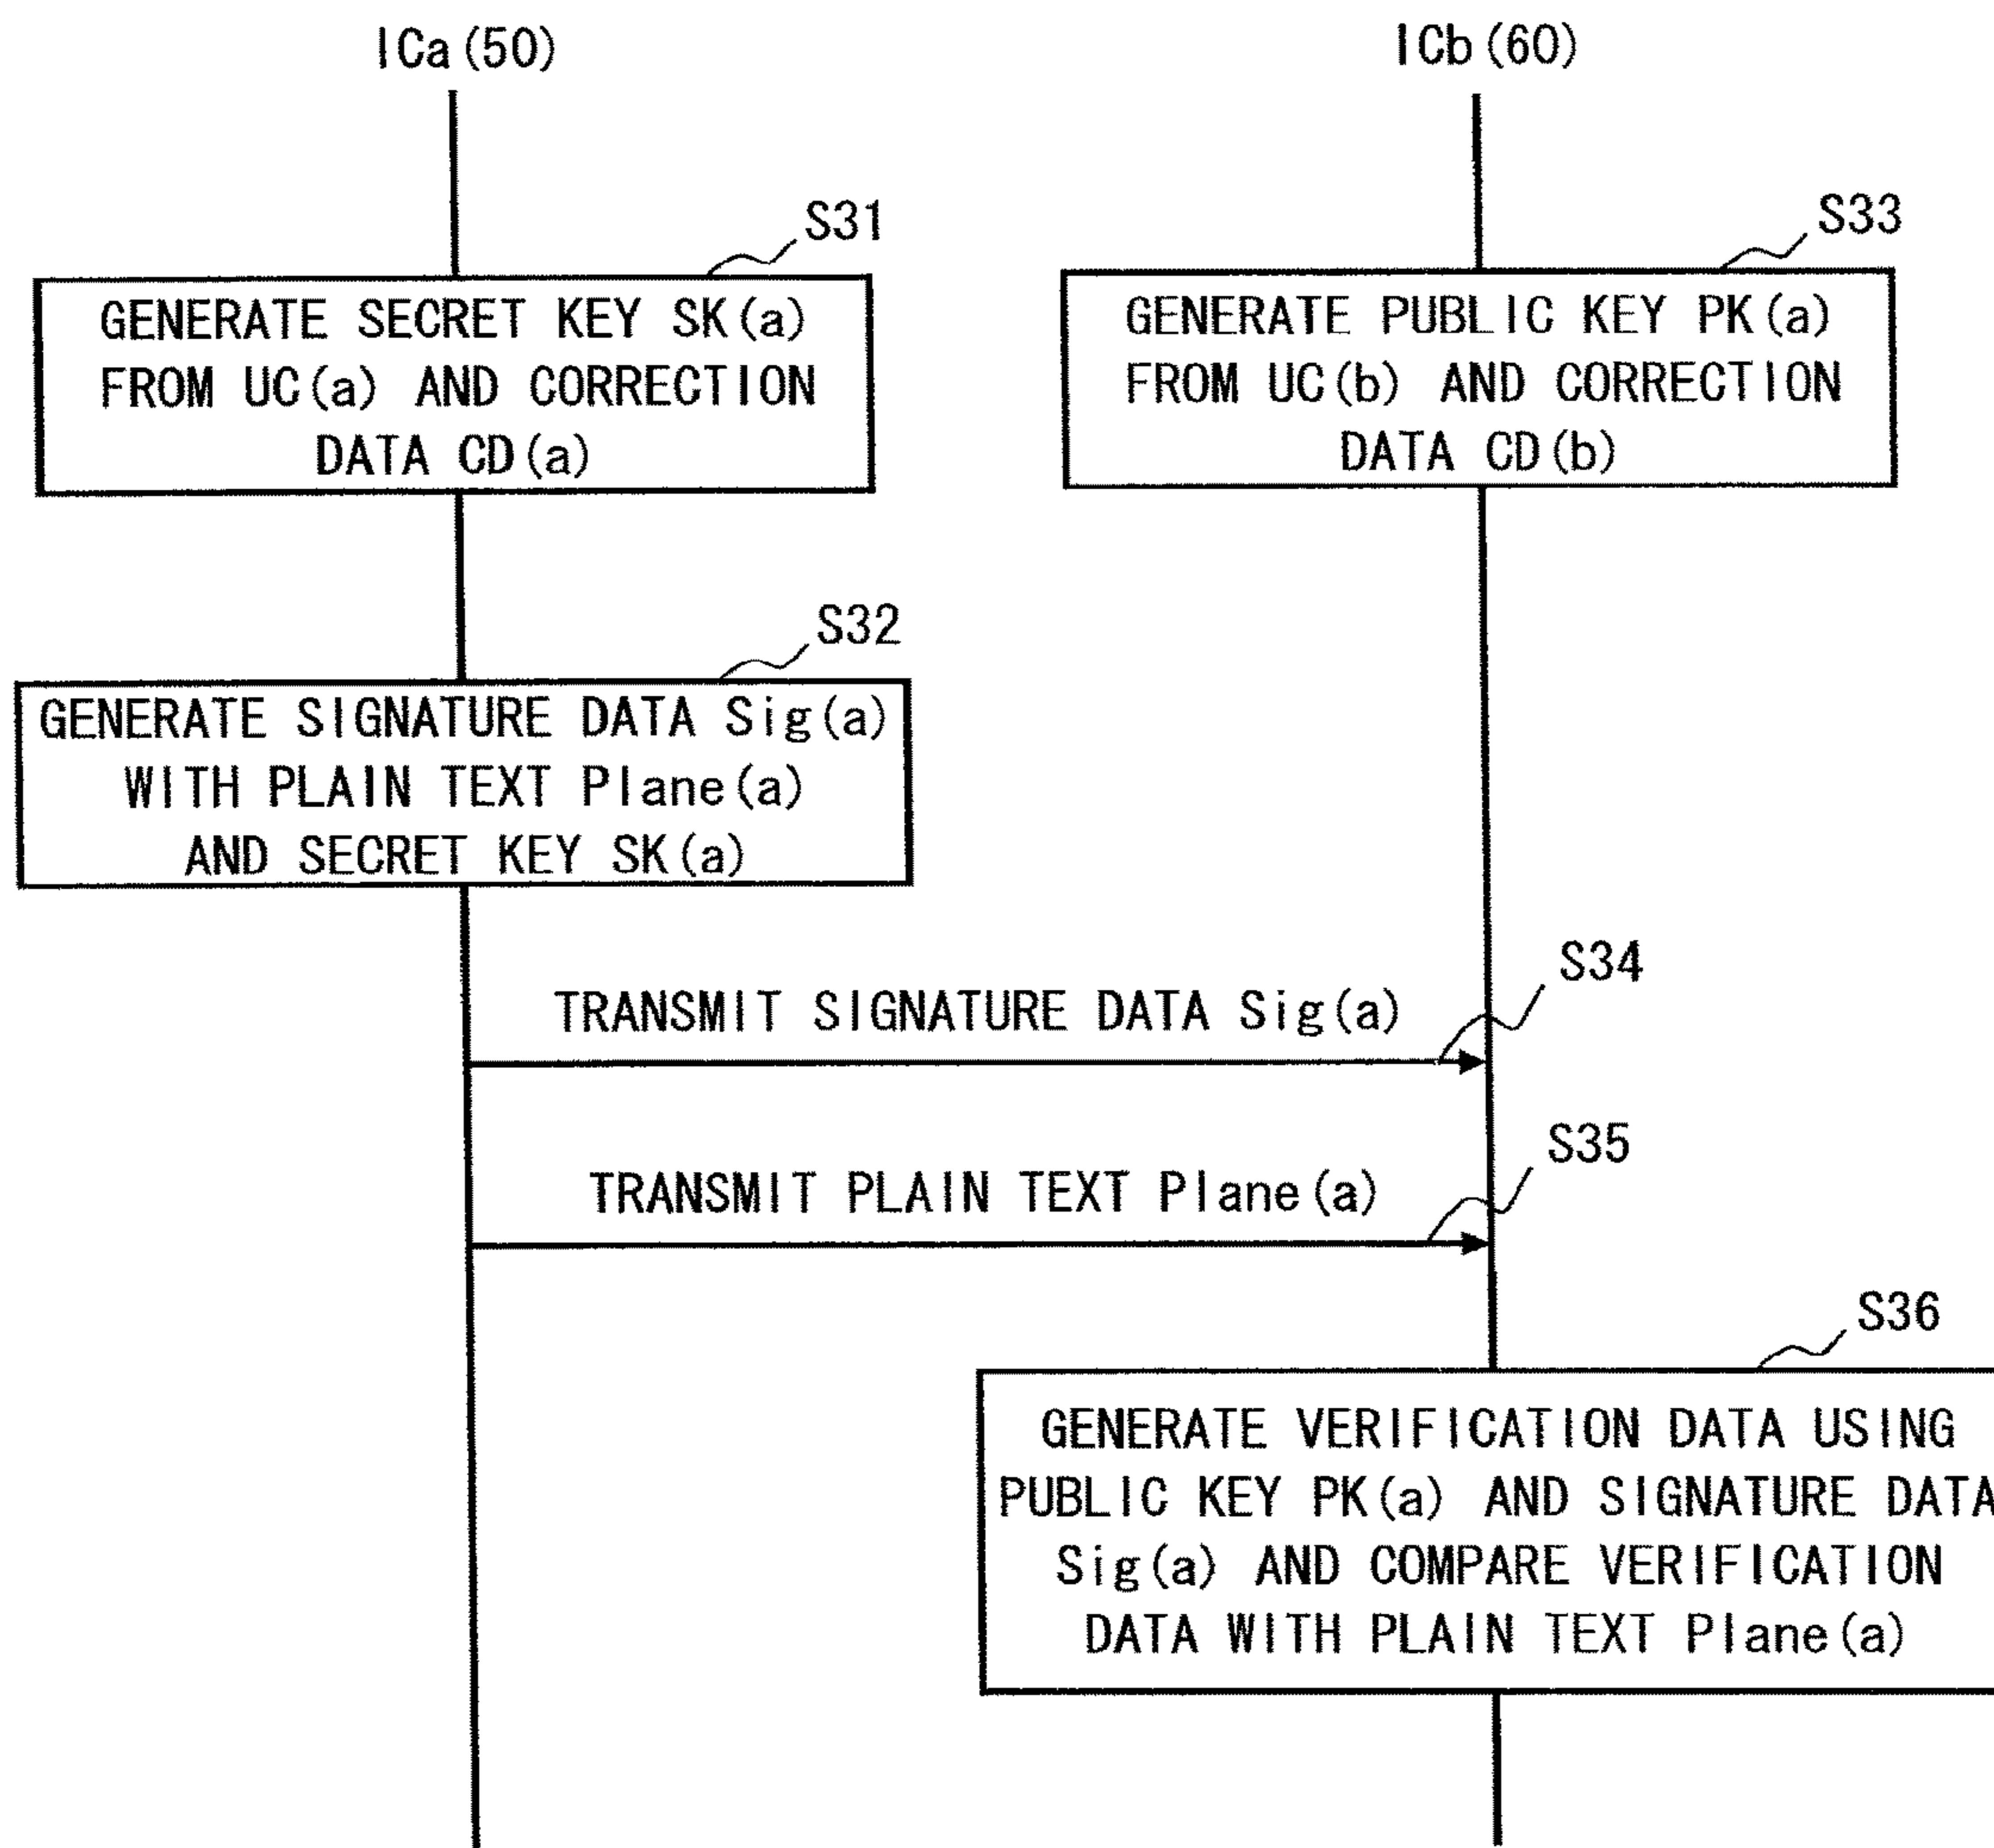 ICa(50)
ICb(60)
S31
GENERATE SECRET KEY SK(a)
FROM UC(a) AND CORRECTION
DATA CD(a)
S33
GENERATE PUBLIC KEY PK(a)
FROM UC(b) AND CORRECTION
DATA CD(b)
S32
GENERATE SIGNATURE DATA Sig(a)
WITH PLAIN TEXT Plane(a)
AND SECRET KEY SK(a)
S34
TRANSMIT SIGNATURE DATA Sig(a)
S35
TRANSMIT PLAIN TEXT Plane(a)
S36
GENERATE VERIFICATION DATA USING
PUBLIC KEY PK(a) AND SIGNATURE DATA
Sig(a) AND COMPARE VERIFICATION
DATA WITH PLAIN TEXT Plane(a)